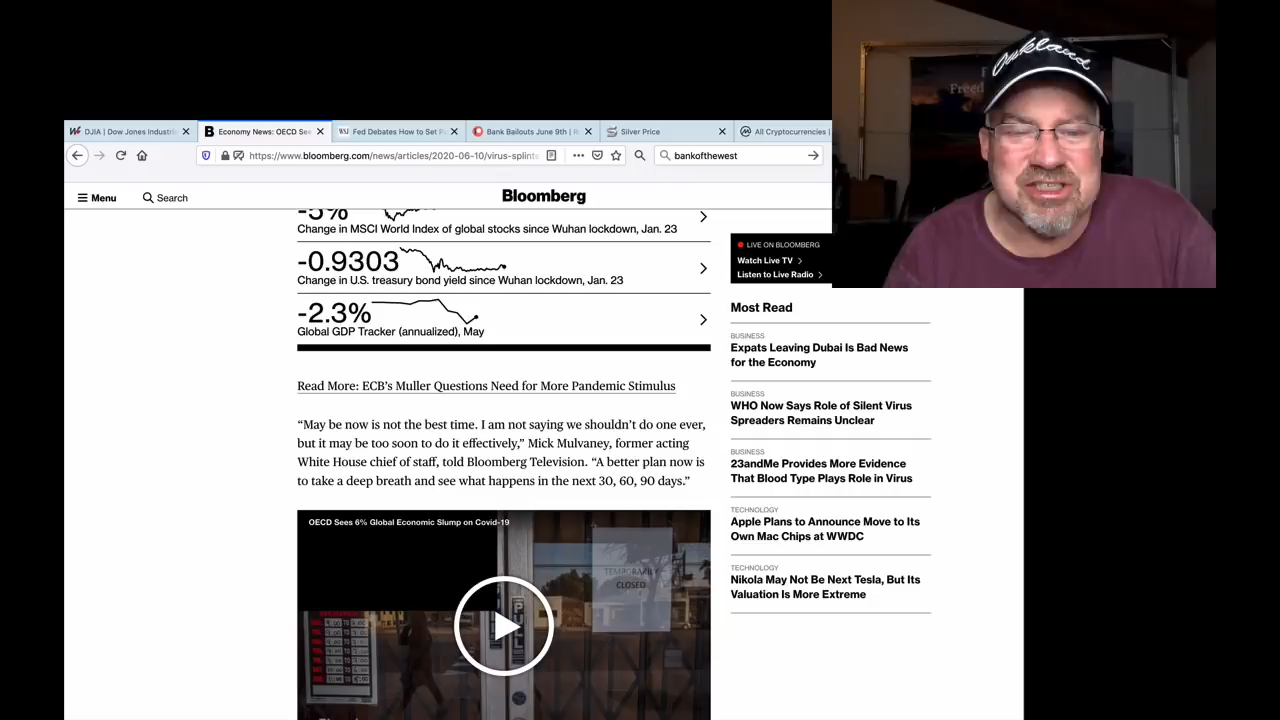 Oakland
DJIA | Dow Jones Industri
Economy News: OECD See
Fed Debates How to Set
Bank Bailouts June 9th |
Silver Price
All Cryptocurrencies |
https://www.bloomberg.com/news/articles/2020-06-10/virus-splint
bankofthewest
Menu
Search
Bloomberg
-5%
Change in MSCI World Index of global stocks since Wuhan lockdown, Jan. 23
-0.9303
Change in U.S. treasury bond yield since Wuhan lockdown, Jan. 23
-2.3%
Global GDP Tracker (annualized), May
Read More: ECB’s Muller Questions Need for More Pandemic Stimulus
“May be now is not the best time. I am not saying we shouldn’t do one ever,
but it may be too soon to do it effectively,” Mick Mulvaney, former acting
White House chief of staff, told Bloomberg Television. “A better plan now is
to take a deep breath and see what happens in the next 30, 60, 90 days.”
OECD Sees 6% Global Economic Slump on Covid-19
TEMPORARILY
CLOSED
PULL
LIVE ON BLOOMBERG
Watch Live TV
Listen to Live Radio
Most Read
BUSINESS
Expats Leaving Dubai Is Bad News
for the Economy
BUSINESS
WHO Now Says Role of Silent Virus
Spreaders Remains Unclear
BUSINESS
23andMe Provides More Evidence
That Blood Type Plays Role in Virus
TECHNOLOGY
Apple Plans to Announce Move to Its
Own Mac Chips at WWDC
TECHNOLOGY
Nikola May Not Be Next Tesla, But Its
Valuation Is More Extreme